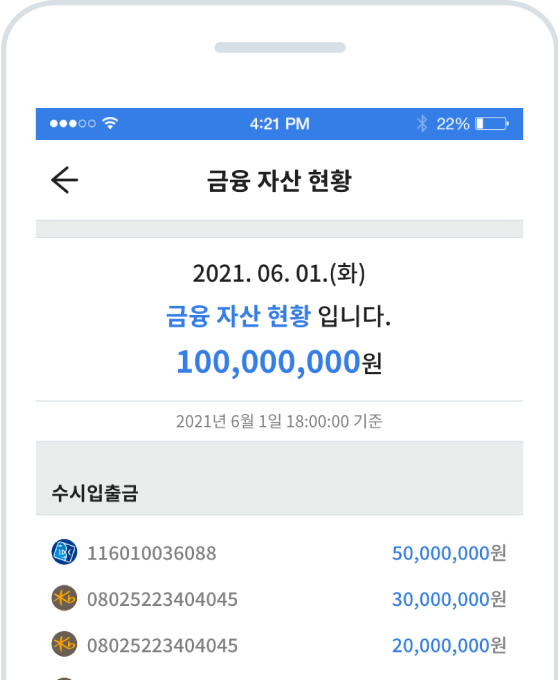 4:21 PM 22%
금융 자산 현황
2021. 06. 01.(화)
금융 자산 현황 입니다.
100,000,000원
2021년 6월 1일 18:00:00 기준
수시입출금
116010036088 50,000,000원
08025223404045 30,000,000원
08025223404045 20,000,000원